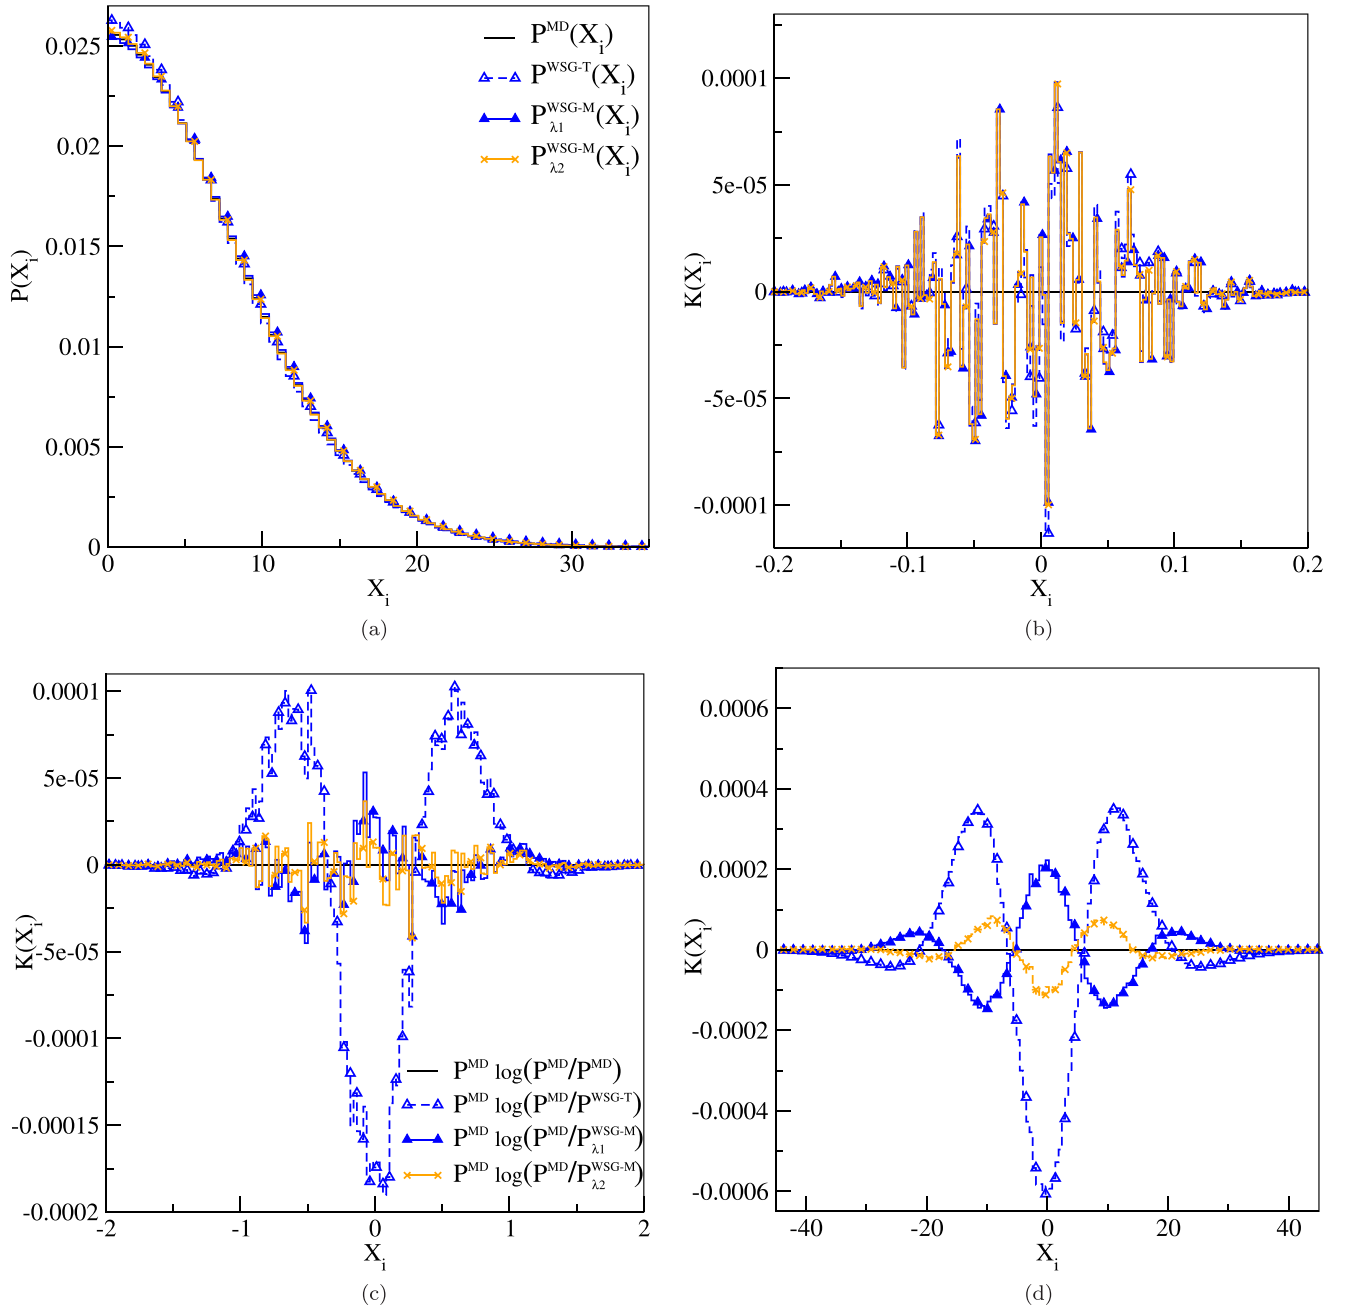 P^MD(X_i)
P^WSG-T(X_i)
P_λ1^WSG-M(X_i)
P_λ2^WSG-M(X_i)
0.025
0.02
0.015
0.01
0.005
0
P(X_i)
0 10 20 30
X_i
(a)
0.0001
5e-05
0
-5e-05
-0.0001
K(X_i)
-0.2 -0.1 0 0.1 0.2
X_i
(b)
0.0001
5e-05
0
-5e-05
-0.0001
-0.00015
-0.0002
K(X_i)
P^MD log(P^MD/P^MD)
P^MD log(P^MD/P^WSG-T)
P^MD log(P^MD/P_λ1^WSG-M)
P^MD log(P^MD/P_λ2^WSG-M)
-2 -1 0 1 2
X_i
(c)
0.0006
0.0004
0.0002
0
-0.0002
-0.0004
-0.0006
K(X_i)
-40 -20 0 20 40
X_i
(d)